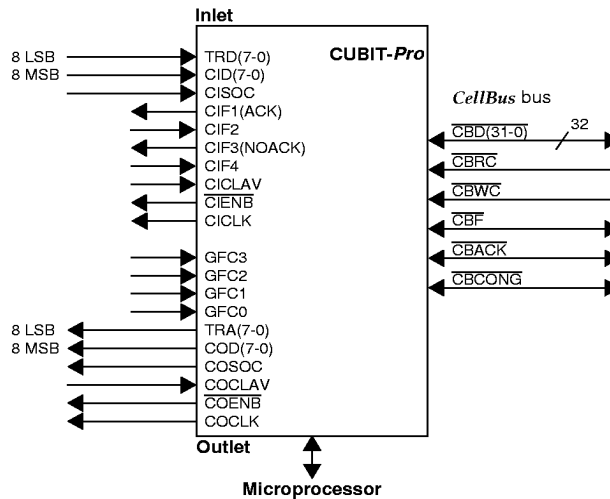 Inlet
CUBIT-Pro
8 LSB TRD(7-0)
8 MSB CID(7-0)
CISOC
CIF1(ACK)
CIF2
CIF3(NOACK)
CIF4
CICLAV
CIENB
CICLK
GFC3
GFC2
GFC1
GFC0
8 LSB TRA(7-0)
8 MSB COD(7-0)
COSOC
COCLAV
COENB
COCLK
Outlet
CellBus bus
CBD(31-0) 32
CBRC
CBWC
CBF
CBACK
CBCONG
Microprocessor